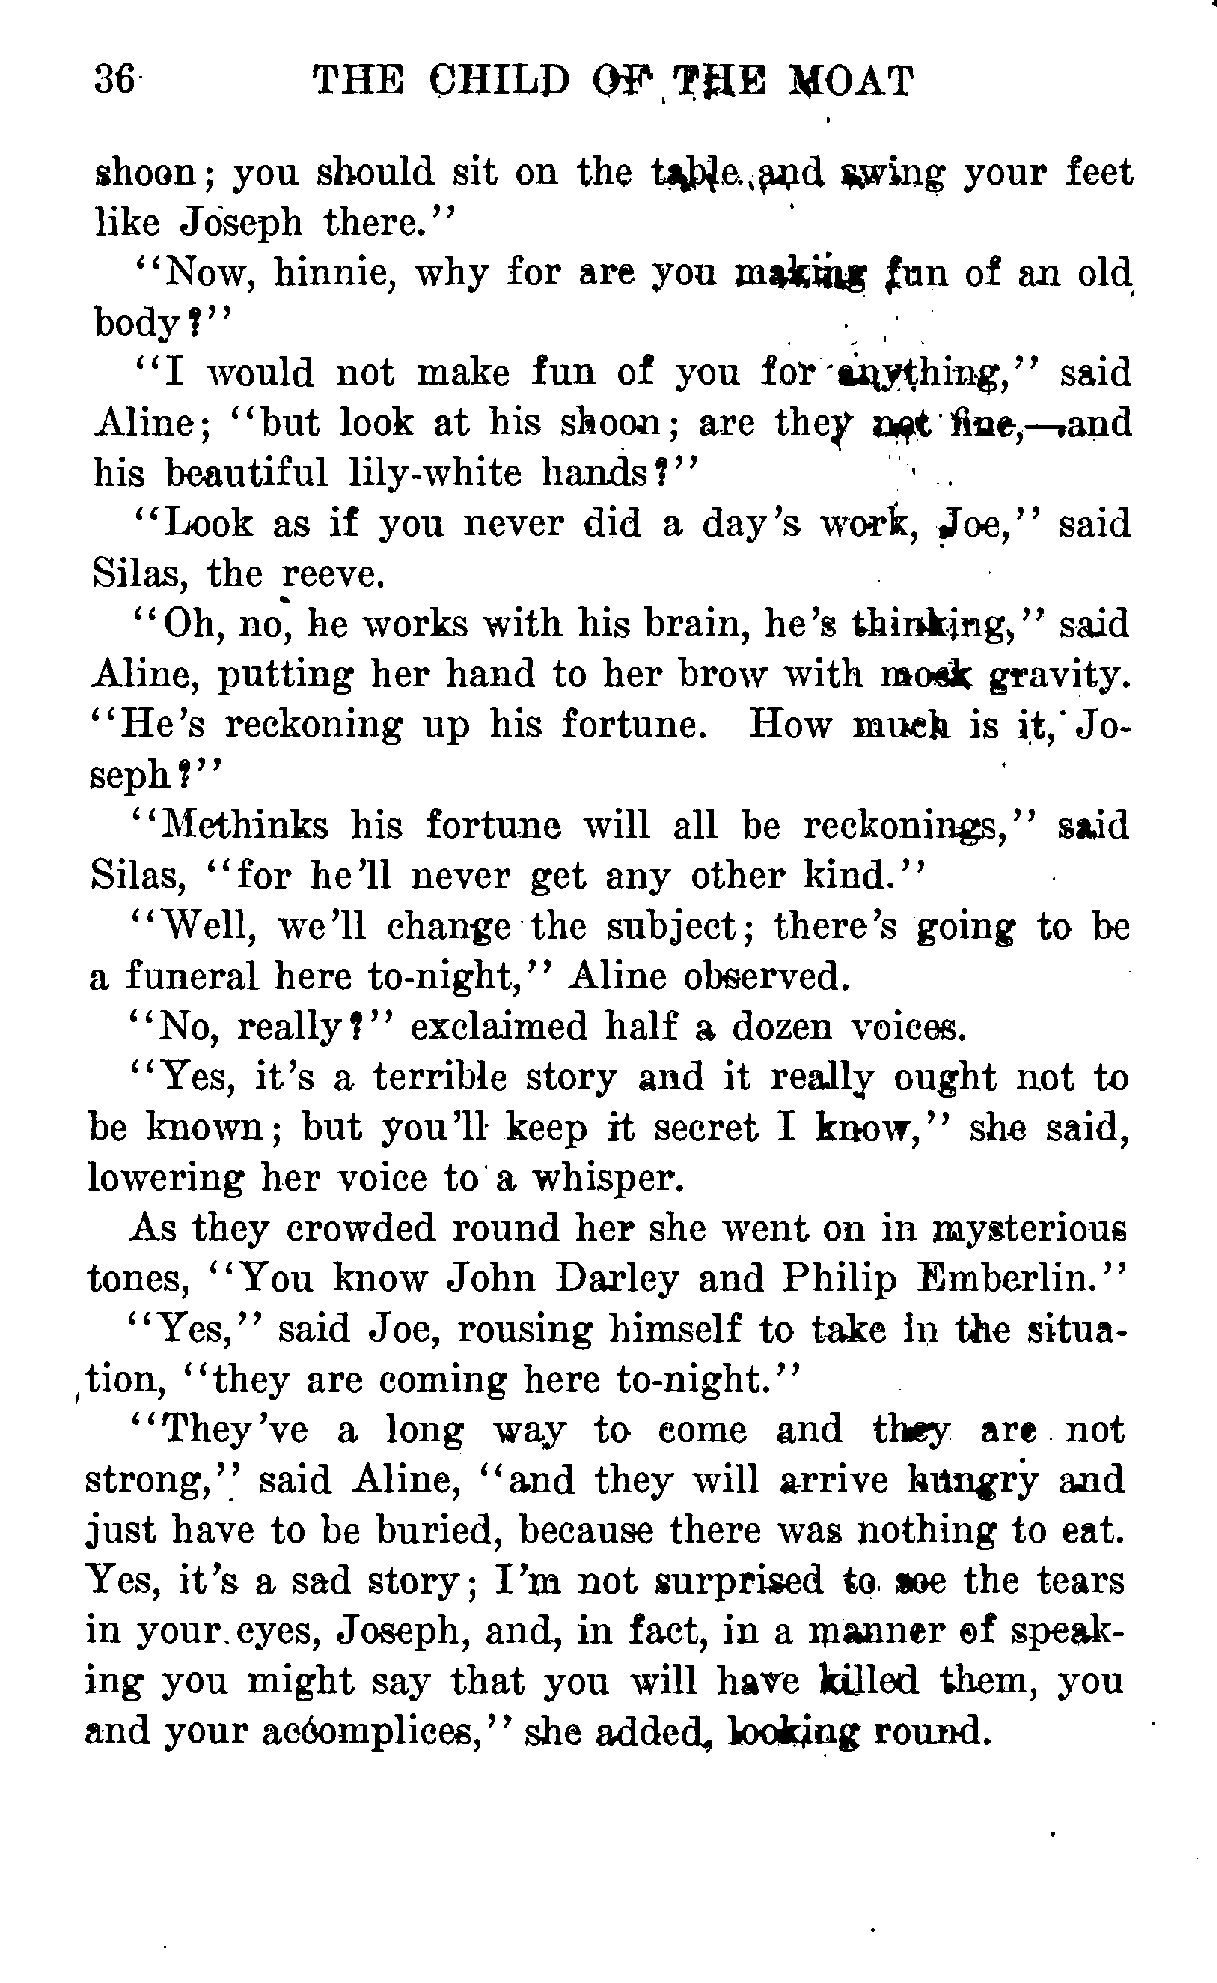 36 THE CHILD OF THE MOAT
shoon; you should sit on the table and swing your feet
like Joseph there."
"Now, hinnie, why for are you making fun of an old
body?"
"I would not make fun of you for anything," said
Aline; "but look at his shoon; are they not fine,—and
his beautiful lily-white hands?"
"Look as if you never did a day's work, Joe," said
Silas, the reeve.
"Oh, no, he works with his brain, he's thinking," said
Aline, putting her hand to her brow with mock gravity.
"He's reckoning up his fortune. How much is it, Jo-
seph?"
"Methinks his fortune will all be reckonings," said
Silas, "for he'll never get any other kind."
"Well, we'll change the subject; there's going to be
a funeral here to-night," Aline observed.
"No, really?" exclaimed half a dozen voices.
"Yes, it's a terrible story and it really ought not to
be known; but you'll keep it secret I know," she said,
lowering her voice to a whisper.
As they crowded round her she went on in mysterious
tones, "You know John Darley and Philip Emberlin."
"Yes," said Joe, rousing himself to take in the situa-
tion, "they are coming here to-night."
"They've a long way to come and they are not
strong," said Aline, "and they will arrive hungry and
just have to be buried, because there was nothing to eat.
Yes, it's a sad story; I'm not surprised to see the tears
in your eyes, Joseph, and, in fact, in a manner of speak-
ing you might say that you will have killed them, you
and your accomplices," she added, looking round.